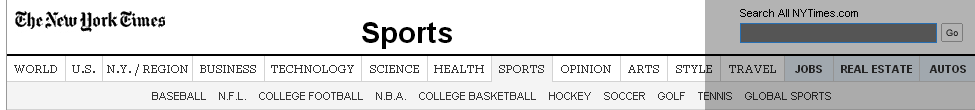 The New York Times
Search All NYTimes.com
Sports
Go
WORLD U.S. N.Y. / REGION BUSINESS TECHNOLOGY SCIENCE HEALTH SPORTS OPINION ARTS STYLE TRAVEL JOBS REAL ESTATE AUTOS
BASEBALL N.F.L. COLLEGE FOOTBALL N.B.A. COLLEGE BASKETBALL HOCKEY SOCCER GOLF TENNIS GLOBAL SPORTS